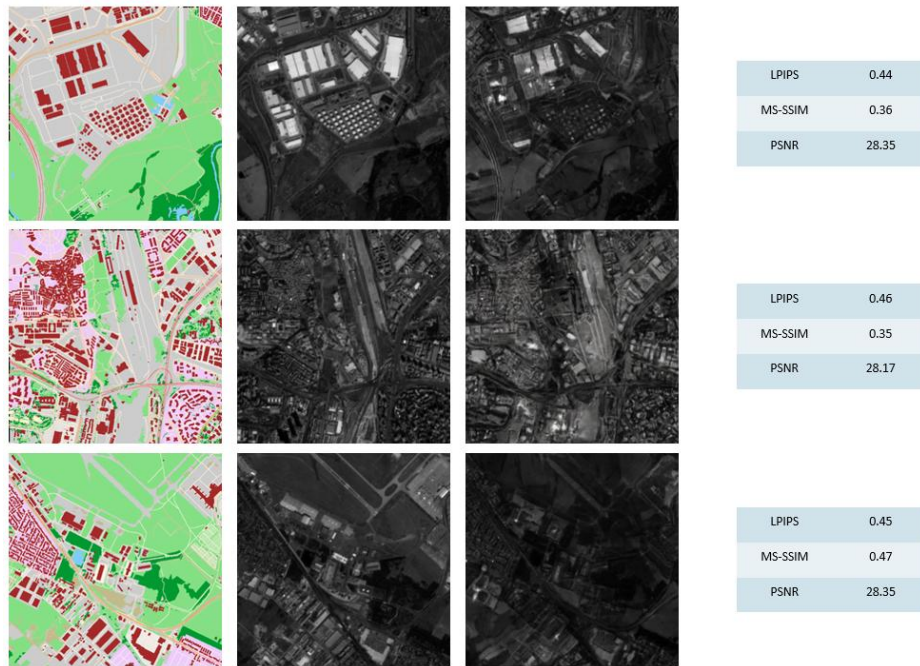 LPIPS 0.44
MS-SSIM 0.36
PSNR 28.35
LPIPS 0.46
MS-SSIM 0.35
PSNR 28.17
LPIPS 0.45
MS-SSIM 0.47
PSNR 28.35